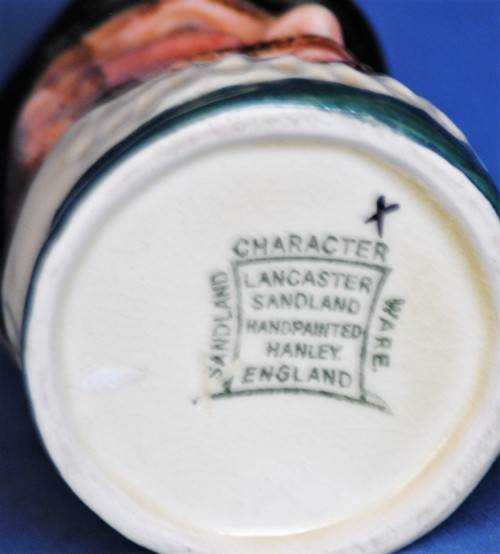 X
CHARACTER
SANDLAND
LANCASTER
SANDLAND
HANDPAINTED
HANLEY.
ENGLAND
WARE.